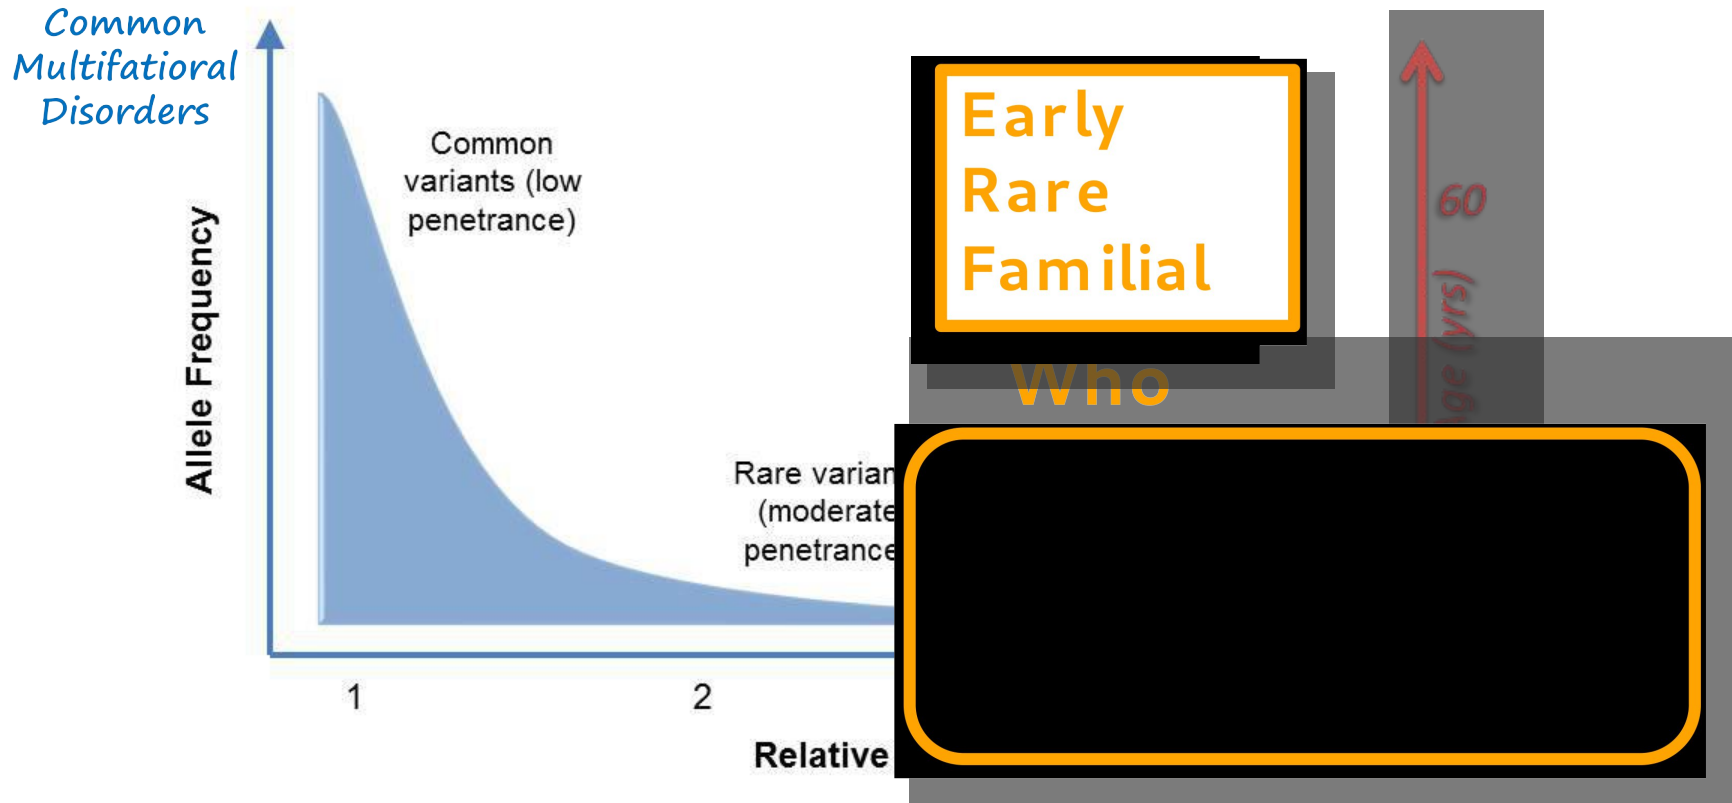 Common
Multifatioral
Disorders
Common
variants (low
penetrance)
Allele Frequency
Early
Rare
Familial
Who
60
(yrs)
Rare
(moderate
penetrance
1
2
Relative